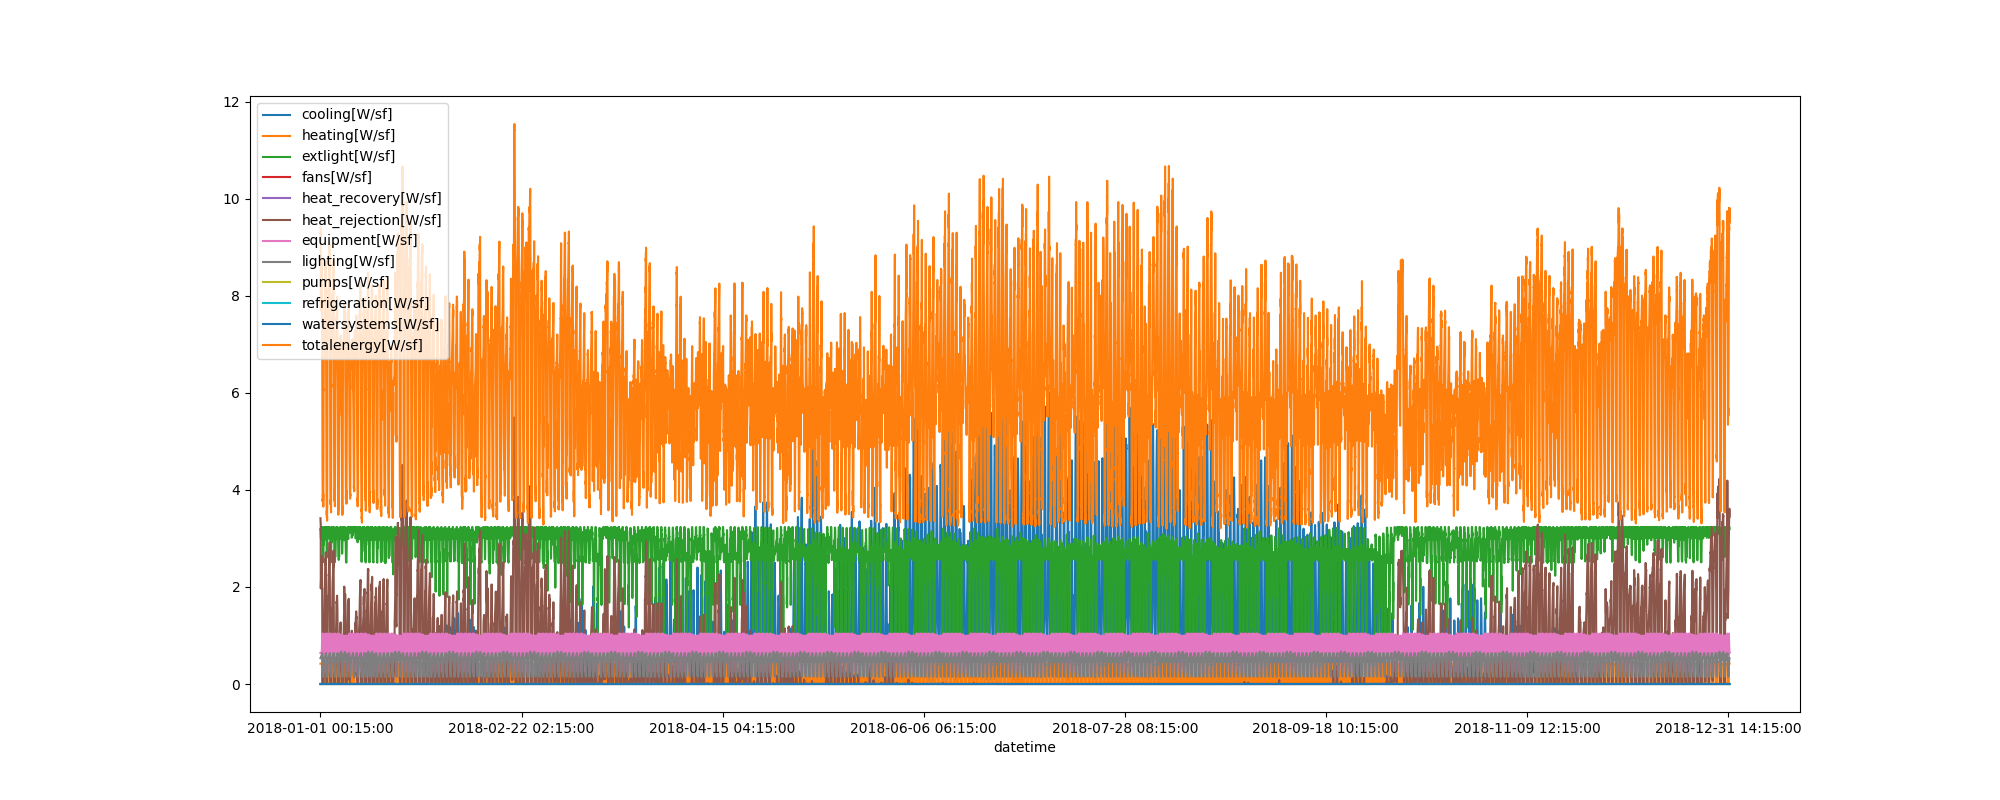 12
10
8
6
4
2
0
cooling[W/sf]
heating[W/sf]
extlight[W/sf]
fans[W/sf]
heat_recovery[W/sf]
heat_rejection[W/sf]
equipment[W/sf]
lighting[W/sf]
pumps[W/sf]
refrigeration[W/sf]
watersystems[W/sf]
totalenergy[W/sf]
2018-01-01 00:15:00 2018-02-22 02:15:00 2018-04-15 04:15:00 2018-06-06 06:15:00 2018-07-28 08:15:00 2018-09-18 10:15:00 2018-11-09 12:15:00 2018-12-31 14:15:00
datetime